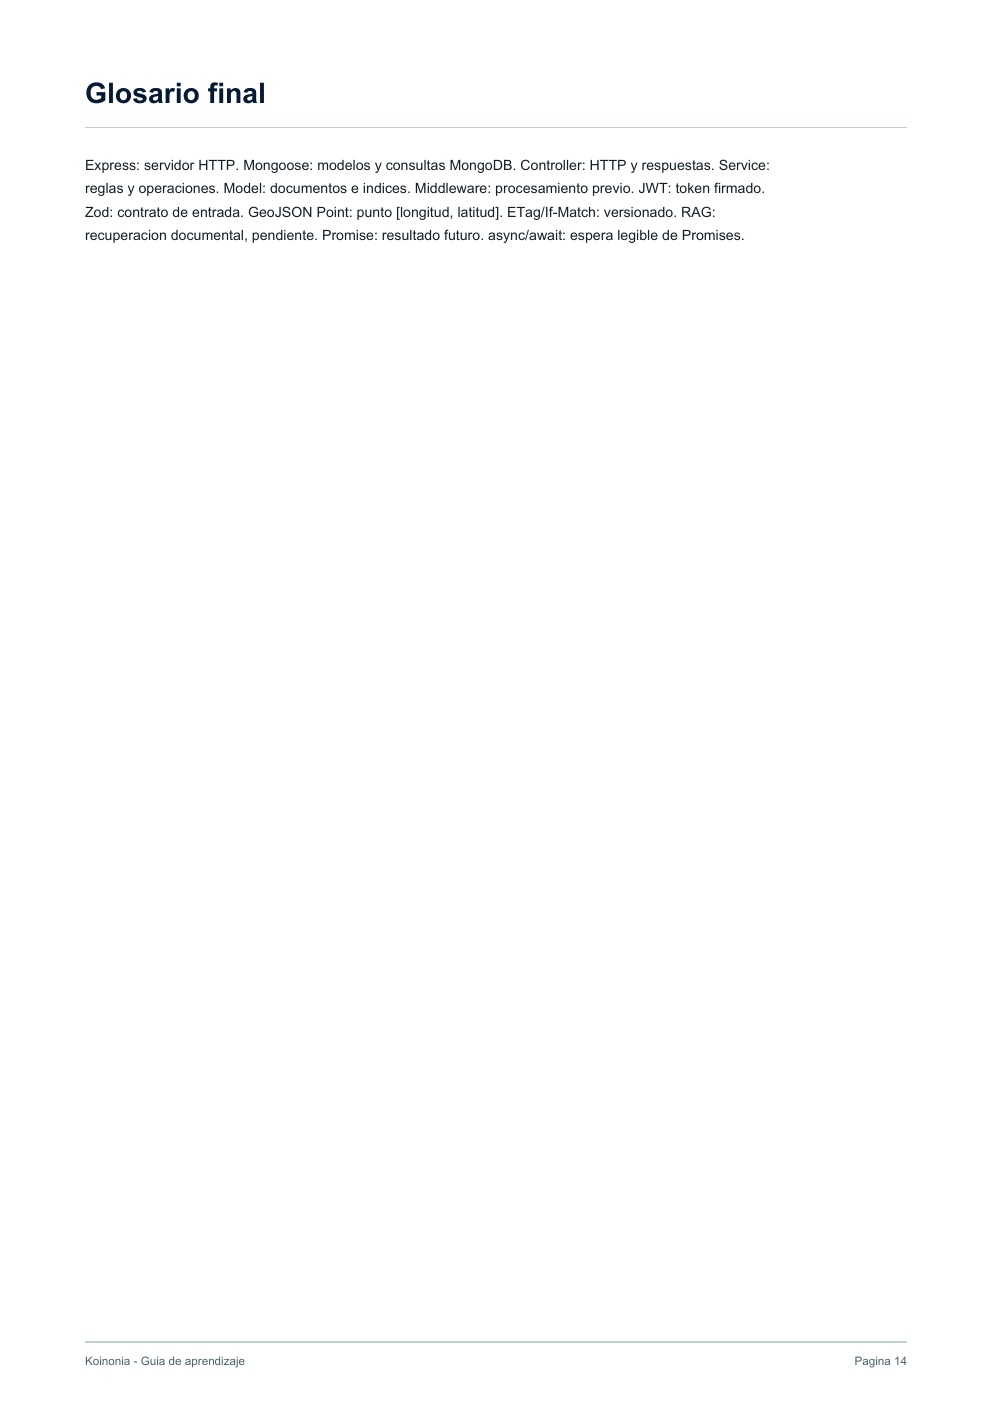 Glosario final
Express: servidor HTTP. Mongoose: modelos y consultas MongoDB. Controller: HTTP y respuestas. Service:
reglas y operaciones. Model: documentos e indices. Middleware: procesamiento previo. JWT: token firmado.
Zod: contrato de entrada. GeoJSON Point: punto [longitud, latitud]. ETag/If-Match: versionado. RAG:
recuperacion documental, pendiente. Promise: resultado futuro. async/await: espera legible de Promises.
Koinonia - Guia de aprendizaje
Pagina 14